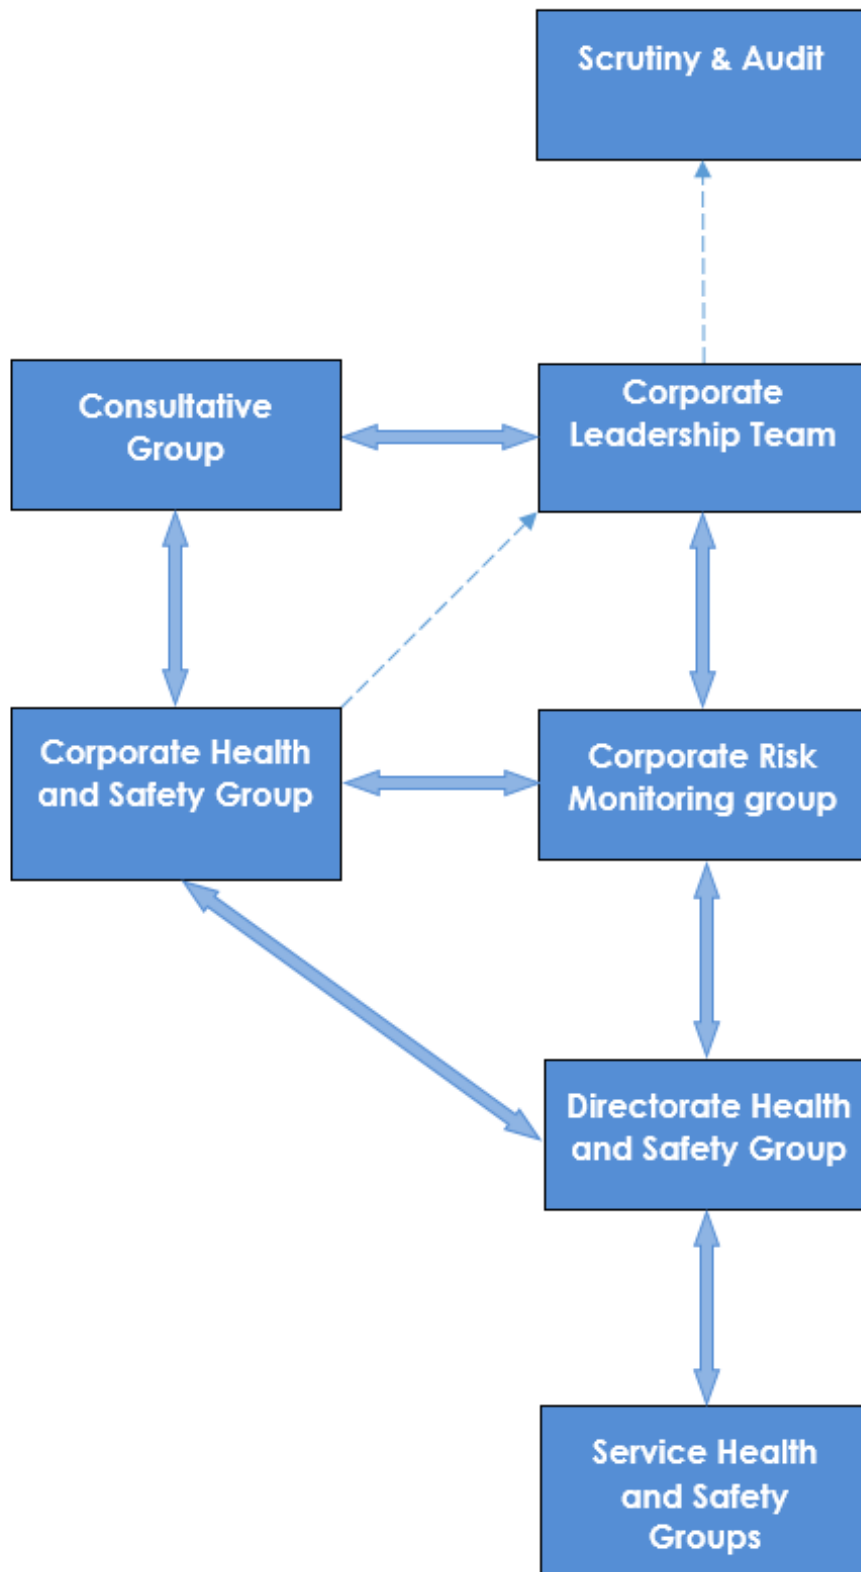 Scrutiny & Audit
Consultative
Group
Corporate
Leadership Team
Corporate Health
and Safety Group
Corporate Risk
Monitoring group
Directorate Health
and Safety Group
Service Health
and Safety
Groups